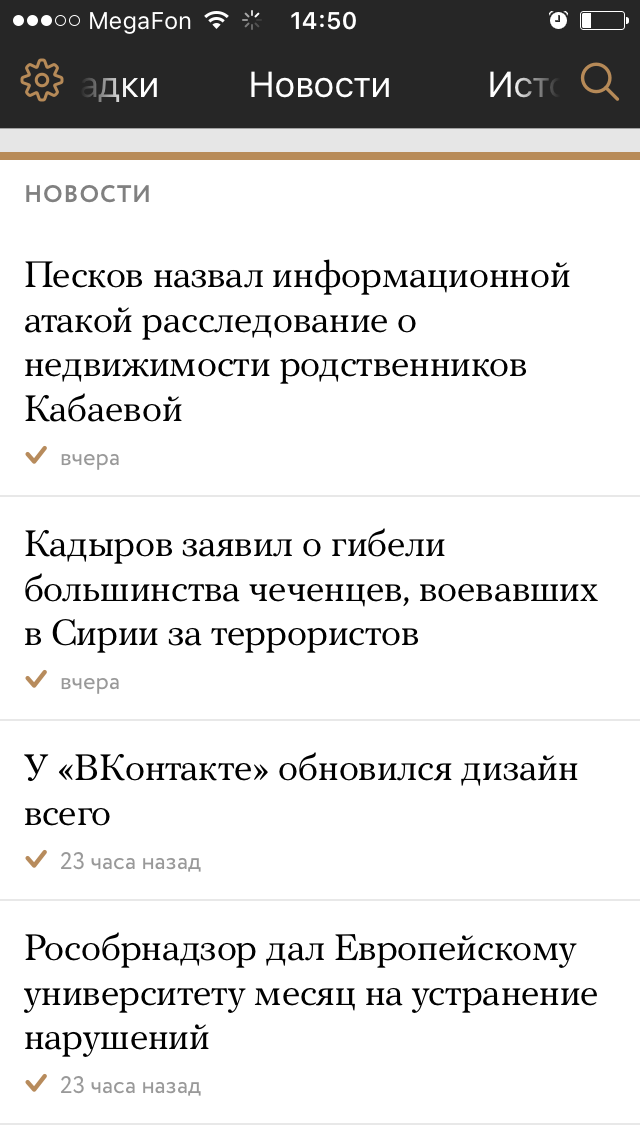 MegaFon 14:50
адки Новости Исто
НОВОСТИ
Песков назвал информационной
атакой расследование о
недвижимости родственников
Кабаевой
вчера
Кадыров заявил о гибели
большинства чеченцев, воевавших
в Сирии за террористов
вчера
У «ВКонтакте» обновился дизайн
всего
23 часа назад
Рособрнадзор дал Европейскому
университету месяц на устранение
нарушений
23 часа назад